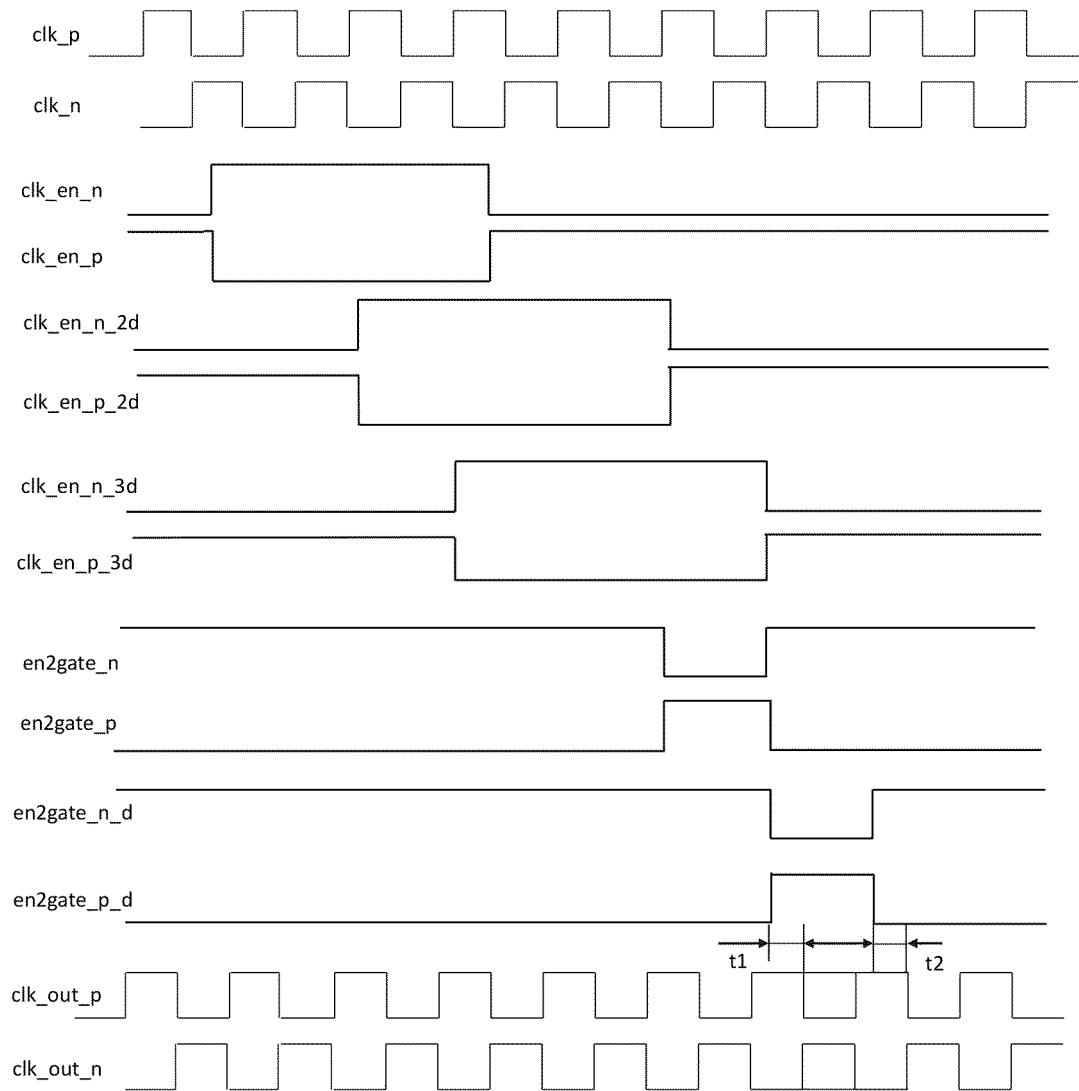 clk_p
clk_n
clk_en_n
clk_en_p
clk_en_n_2d
clk_en_p_2d
clk_en_n_3d
clk_en_p_3d
en2gate_n
en2gate_p
en2gate_n_d
en2gate_p_d
t1 t2
clk_out_p
clk_out_n